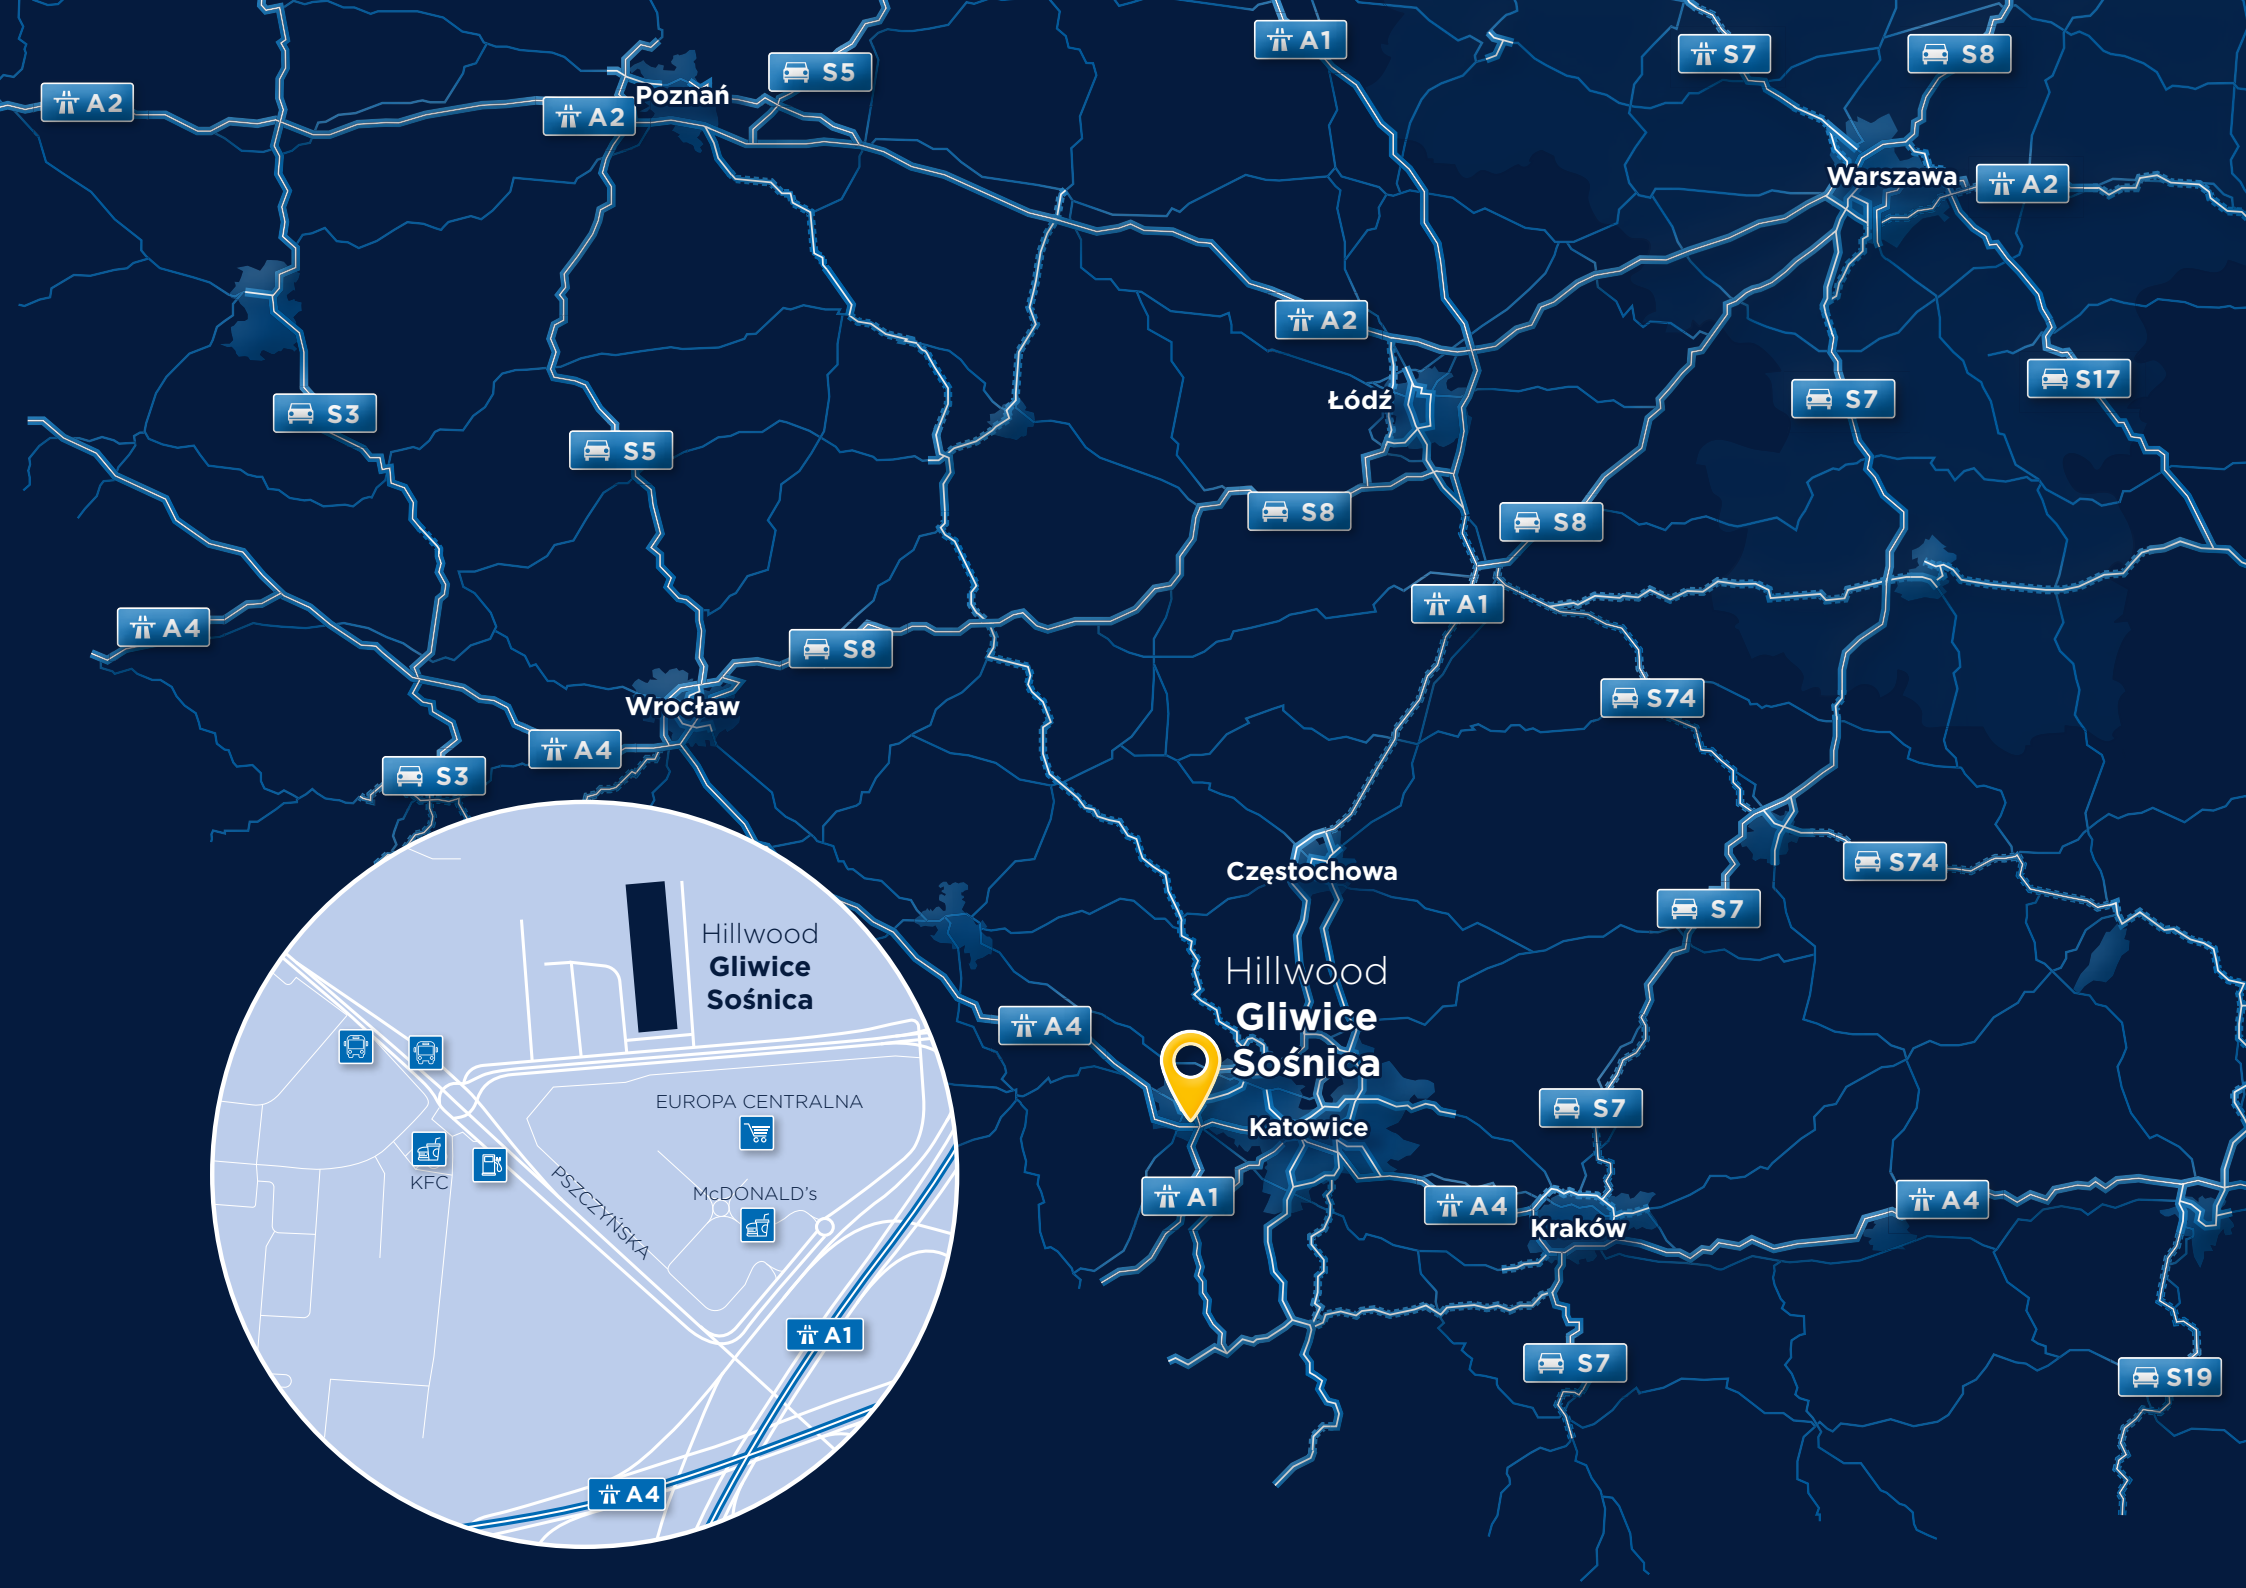 A1
S7
S8
S5
A2
Poznań
A2
Warszawa
A2
A2
S17
Łódź
S7
S3
S5
S8
S8
A1
A4
S8
S74
Wrocław
A4
S3
S74
Częstochowa
S7
Hillwood
Gliwice
Sośnica
A4
S7
Katowice
A1
A4
A4
Kraków
S7
S19
Hillwood
Gliwice
Sośnica
EUROPA CENTRALNA
KFC
PSZCZYŃSKA
McDONALD's
A1
A4